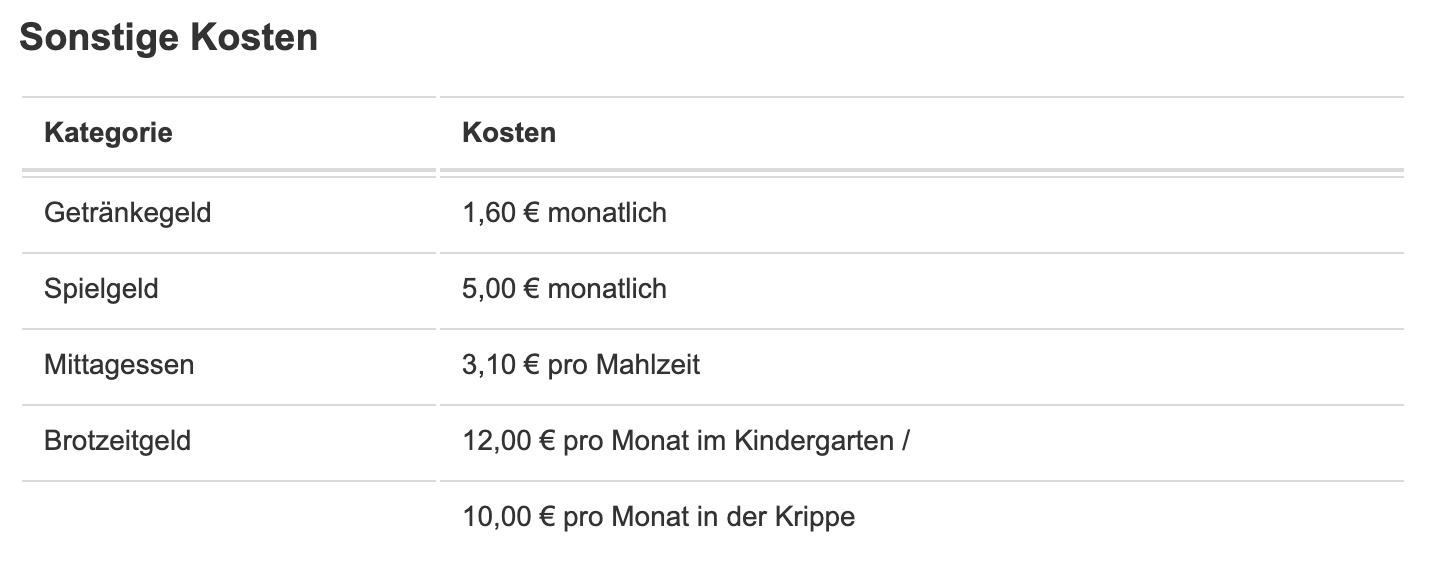 Sonstige Kosten
Kategorie Kosten
Getränkegeld 1,60 € monatlich
Spielgeld 5,00 € monatlich
Mittagessen 3,10 € pro Mahlzeit
Brotzeitgeld 12,00 € pro Monat im Kindergarten /
10,00 € pro Monat in der Krippe